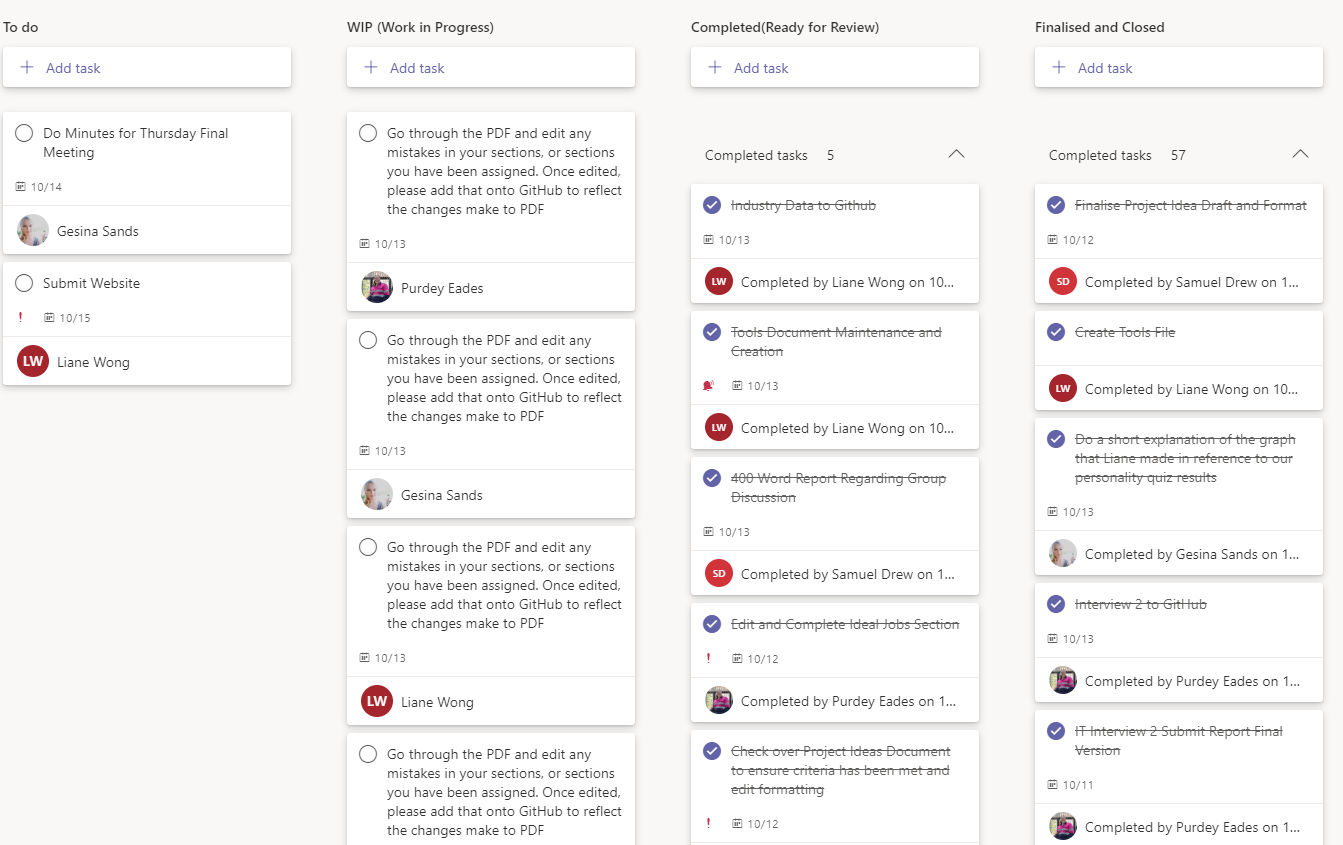 To do
Add task
Do Minutes for Thursday Final
Meeting
10/14
Gesina Sands
Submit Website
! 10/15
LW Liane Wong
WIP (Work in Progress)
Add task
Go through the PDF and edit any
mistakes in your sections, or sections
you have been assigned. Once edited,
please add that onto GitHub to reflect
the changes make to PDF
10/13
Purdey Eades
Go through the PDF and edit any
mistakes in your sections, or sections
you have been assigned. Once edited,
please add that onto GitHub to reflect
the changes make to PDF
10/13
Gesina Sands
Go through the PDF and edit any
mistakes in your sections, or sections
you have been assigned. Once edited,
please add that onto GitHub to reflect
the changes make to PDF
10/13
LW Liane Wong
Go through the PDF and edit any
mistakes in your sections, or sections
you have been assigned. Once edited,
please add that onto GitHub to reflect
the changes make to PDF
Completed(Ready for Review)
Add task
Completed tasks 5
Industry Data to Github
10/13
LW Completed by Liane Wong on 10...
Tools Document Maintenance and
Creation
10/13
LW Completed by Liane Wong on 10...
400 Word Report Regarding Group
Discussion
10/13
SD Completed by Samuel Drew on 1...
Edit and Complete Ideal Jobs Section
! 10/12
Completed by Purdey Eades on 1...
Check over Project Ideas Document
to ensure criteria has been met and
edit formatting
! 10/12
Finalised and Closed
Add task
Completed tasks 57
Finalise Project Idea Draft and Format
10/12
SD Completed by Samuel Drew on 1...
Create Tools File
LW Completed by Liane Wong on 10...
Do a short explanation of the graph
that Liane made in reference to our
personality quiz results
10/13
Completed by Gesina Sands on 1...
Interview 2 to GitHub
10/13
Completed by Purdey Eades on 1...
IT Interview 2 Submit Report Final
Version
10/11
Completed by Purdey Eades on 1...